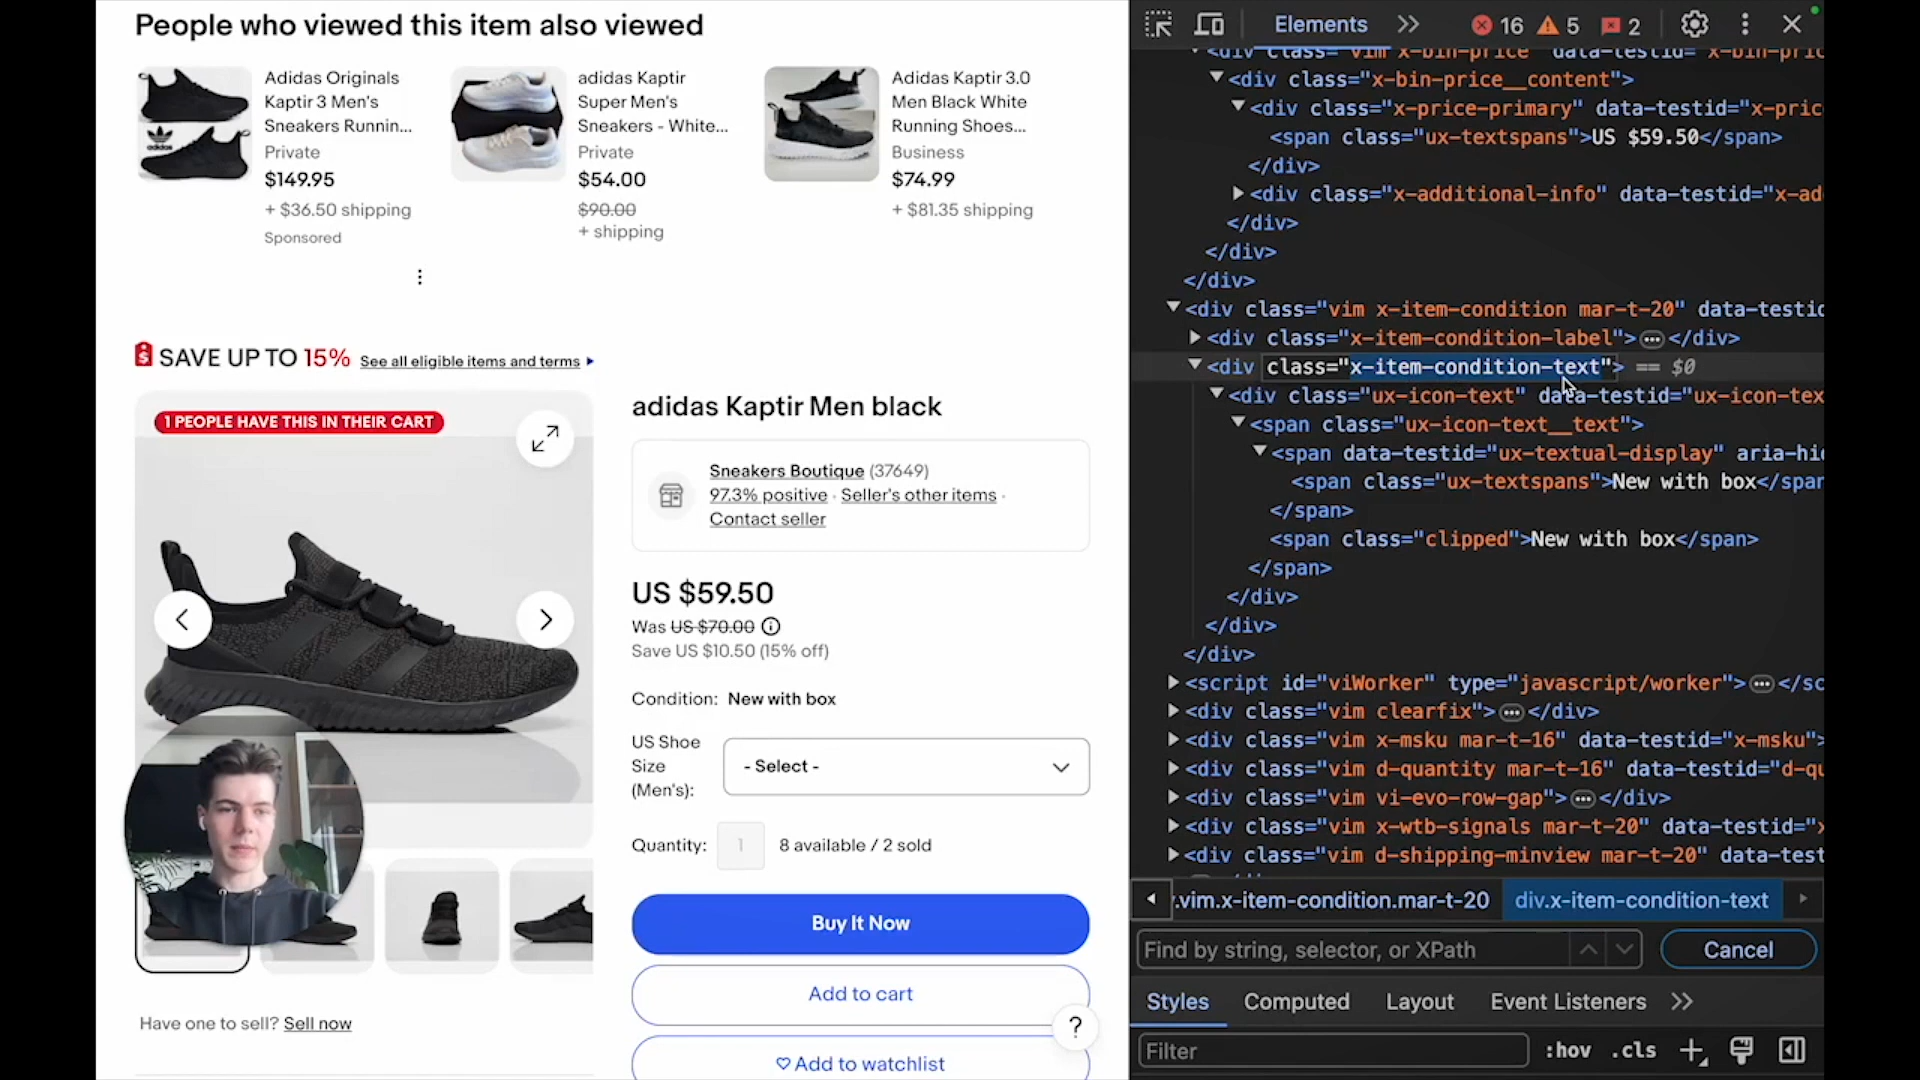 People who viewed this item also viewed
Adidas Originals
Kaptir 3 Men's
Sneakers Runnin...
Private
$149.95
+ $36.50 shipping
Sponsored
adidas Kaptir
Super Men's
Sneakers - White...
Private
$54.00
$90.00
+ shipping
Adidas Kaptir 3.0
Men Black White
Running Shoes...
Business
$74.99
+ $81.35 shipping
SAVE UP TO 15% See all eligible items and terms
1 PEOPLE HAVE THIS IN THEIR CART
adidas Kaptir Men black
Sneakers Boutique (37649)
97.3% positive · Seller's other items ·
Contact seller
US $59.50
Was US $70.00
Save US $10.50 (15% off)
Condition: New with box
US Shoe
Size
(Men's):
- Select -
Quantity: 1 8 available / 2 sold
Buy It Now
Add to cart
Add to watchlist
?
Have one to sell? Sell now
Elements 16 5 2
<div class="vim x-bin-price" data-testid="x-bin-pric
<div class="x-bin-price__content">
<div class="x-price-primary" data-testid="x-pric
<span class="ux-textspans">US $59.50</span>
</div>
<div class="x-additional-info" data-testid="x-ad
</div>
</div>
</div>
<div class="vim x-item-condition mar-t-20" data-testid
<div class="x-item-condition-label">…</div>
<div class="x-item-condition-text"> == $0
<div class="ux-icon-text" data-testid="ux-icon-tex
<span class="ux-icon-text__text">
<span data-testid="ux-textual-display" aria-hid
<span class="ux-textspans">New with box</span
</span>
<span class="clipped">New with box</span>
</span>
</div>
</div>
</div>
<script id="viWorker" type="javascript/worker">…</sc
<div class="vim clearfix">…</div>
<div class="vim x-msku mar-t-16" data-testid="x-msku">
<div class="vim d-quantity mar-t-16" data-testid="d-qu
<div class="vim vi-evo-row-gap">…</div>
<div class="vim x-wtb-signals mar-t-20" data-testid="x
<div class="vim d-shipping-minview mar-t-20" data-test
.vim.x-item-condition.mar-t-20 div.x-item-condition-text
Find by string, selector, or XPath Cancel
Styles Computed Layout Event Listeners
Filter :hov .cls